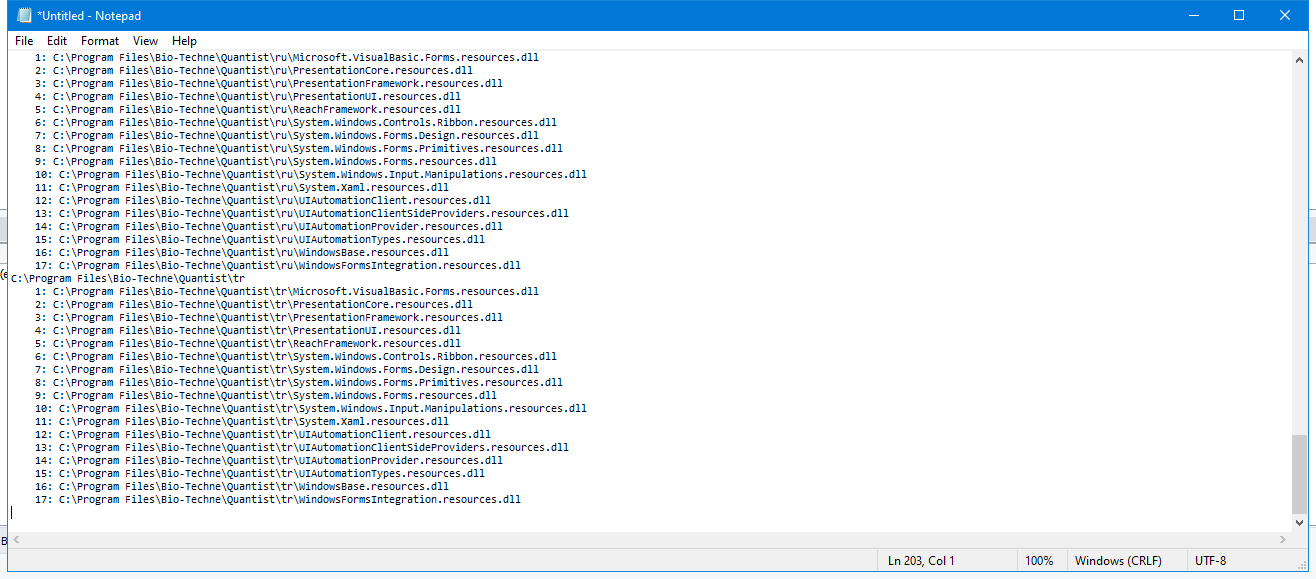 *Untitled - Notepad
File Edit Format View Help
1: C:\Program Files\Bio-Techne\Quantist\ru\Microsoft.VisualBasic.Forms.resources.dll
2: C:\Program Files\Bio-Techne\Quantist\ru\PresentationCore.resources.dll
3: C:\Program Files\Bio-Techne\Quantist\ru\PresentationFramework.resources.dll
4: C:\Program Files\Bio-Techne\Quantist\ru\PresentationUI.resources.dll
5: C:\Program Files\Bio-Techne\Quantist\ru\ReachFramework.resources.dll
6: C:\Program Files\Bio-Techne\Quantist\ru\System.Windows.Controls.Ribbon.resources.dll
7: C:\Program Files\Bio-Techne\Quantist\ru\System.Windows.Forms.Design.resources.dll
8: C:\Program Files\Bio-Techne\Quantist\ru\System.Windows.Forms.Primitives.resources.dll
9: C:\Program Files\Bio-Techne\Quantist\ru\System.Windows.Forms.resources.dll
10: C:\Program Files\Bio-Techne\Quantist\ru\System.Windows.Input.Manipulations.resources.dll
11: C:\Program Files\Bio-Techne\Quantist\ru\System.Xaml.resources.dll
12: C:\Program Files\Bio-Techne\Quantist\ru\UIAutomationClient.resources.dll
13: C:\Program Files\Bio-Techne\Quantist\ru\UIAutomationClientSideProviders.resources.dll
14: C:\Program Files\Bio-Techne\Quantist\ru\UIAutomationProvider.resources.dll
15: C:\Program Files\Bio-Techne\Quantist\ru\UIAutomationTypes.resources.dll
16: C:\Program Files\Bio-Techne\Quantist\ru\WindowsBase.resources.dll
17: C:\Program Files\Bio-Techne\Quantist\ru\WindowsFormsIntegration.resources.dll
C:\Program Files\Bio-Techne\Quantist\tr
1: C:\Program Files\Bio-Techne\Quantist\tr\Microsoft.VisualBasic.Forms.resources.dll
2: C:\Program Files\Bio-Techne\Quantist\tr\PresentationCore.resources.dll
3: C:\Program Files\Bio-Techne\Quantist\tr\PresentationFramework.resources.dll
4: C:\Program Files\Bio-Techne\Quantist\tr\PresentationUI.resources.dll
5: C:\Program Files\Bio-Techne\Quantist\tr\ReachFramework.resources.dll
6: C:\Program Files\Bio-Techne\Quantist\tr\System.Windows.Controls.Ribbon.resources.dll
7: C:\Program Files\Bio-Techne\Quantist\tr\System.Windows.Forms.Design.resources.dll
8: C:\Program Files\Bio-Techne\Quantist\tr\System.Windows.Forms.Primitives.resources.dll
9: C:\Program Files\Bio-Techne\Quantist\tr\System.Windows.Forms.resources.dll
10: C:\Program Files\Bio-Techne\Quantist\tr\System.Windows.Input.Manipulations.resources.dll
11: C:\Program Files\Bio-Techne\Quantist\tr\System.Xaml.resources.dll
12: C:\Program Files\Bio-Techne\Quantist\tr\UIAutomationClient.resources.dll
13: C:\Program Files\Bio-Techne\Quantist\tr\UIAutomationClientSideProviders.resources.dll
14: C:\Program Files\Bio-Techne\Quantist\tr\UIAutomationProvider.resources.dll
15: C:\Program Files\Bio-Techne\Quantist\tr\UIAutomationTypes.resources.dll
16: C:\Program Files\Bio-Techne\Quantist\tr\WindowsBase.resources.dll
17: C:\Program Files\Bio-Techne\Quantist\tr\WindowsFormsIntegration.resources.dll
Ln 203, Col 1 100% Windows (CRLF) UTF-8